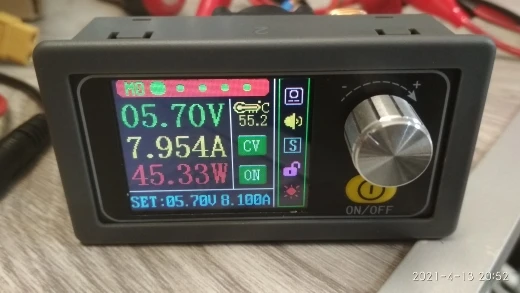 M0
05.70V
°C
55.2
7.954A
CV
45.33W
ON
SET:05.70V 8.100A
S
- +
ON/OFF
2021-4-13 20:52